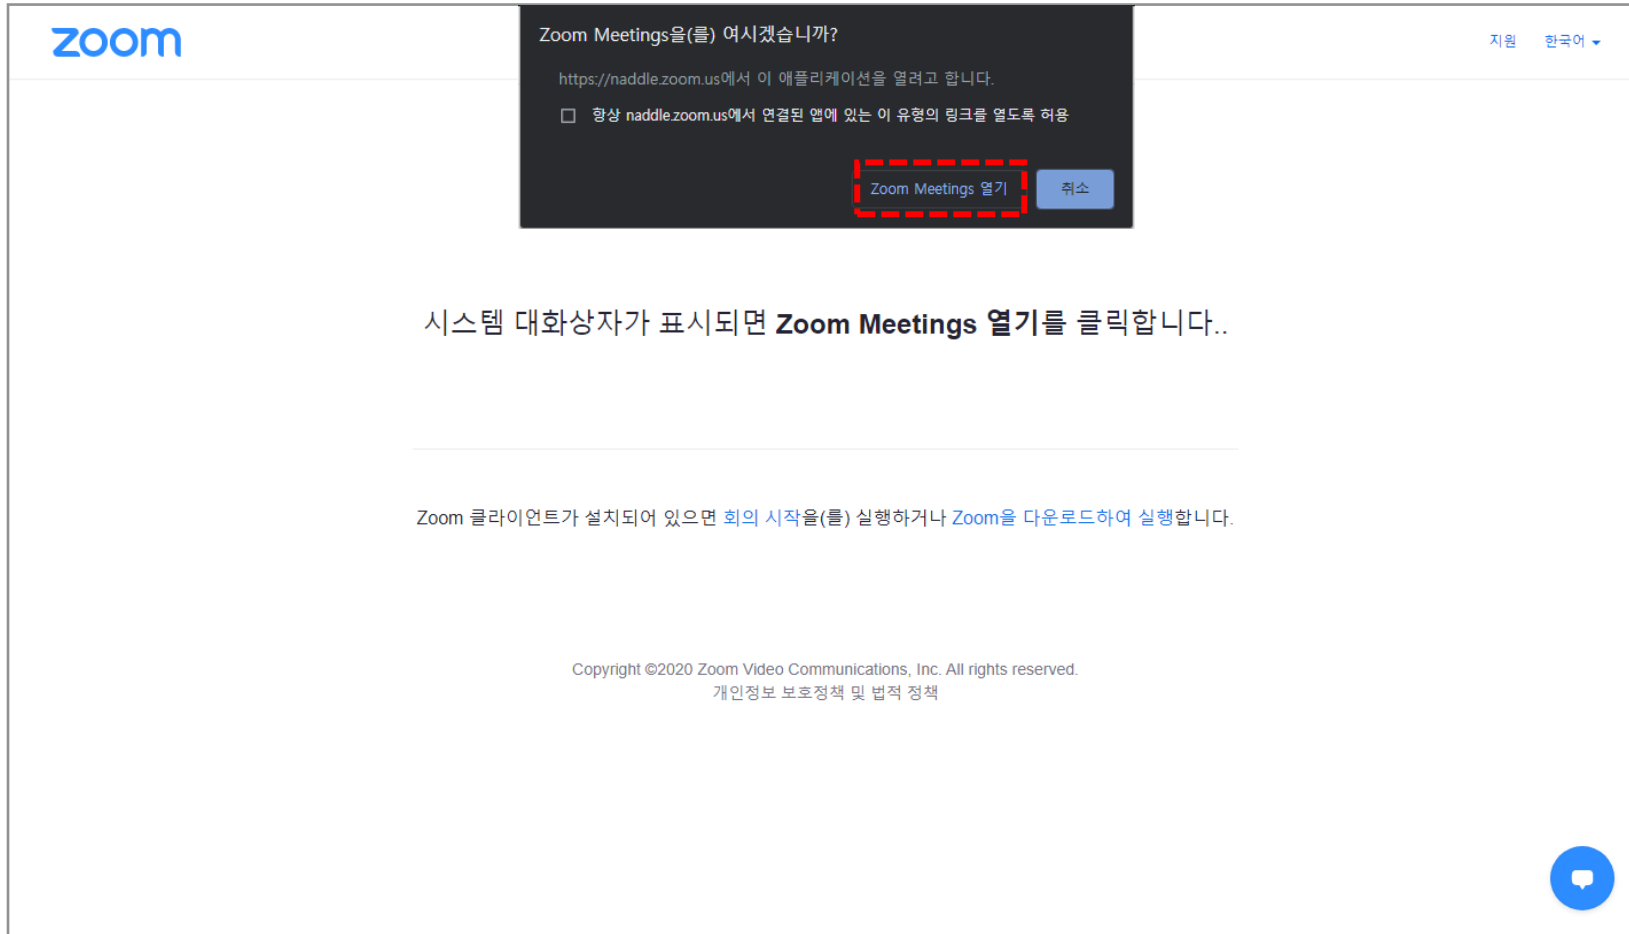 zoom
Zoom Meetings을(를) 여시겠습니까?
https://naddle.zoom.us에서 이 애플리케이션을 열려고 합니다.
항상 naddle.zoom.us에서 연결된 앱에 있는 이 유형의 링크를 열도록 허용
Zoom Meetings 열기
취소
지원
한국어
시스템 대화상자가 표시되면 Zoom Meetings 열기를 클릭합니다..
Zoom 클라이언트가 설치되어 있으면 회의 시작을(를) 실행하거나 Zoom을 다운로드하여 실행합니다.
Copyright ©2020 Zoom Video Communications, Inc. All rights reserved.
개인정보 보호정책 및 법적 정책